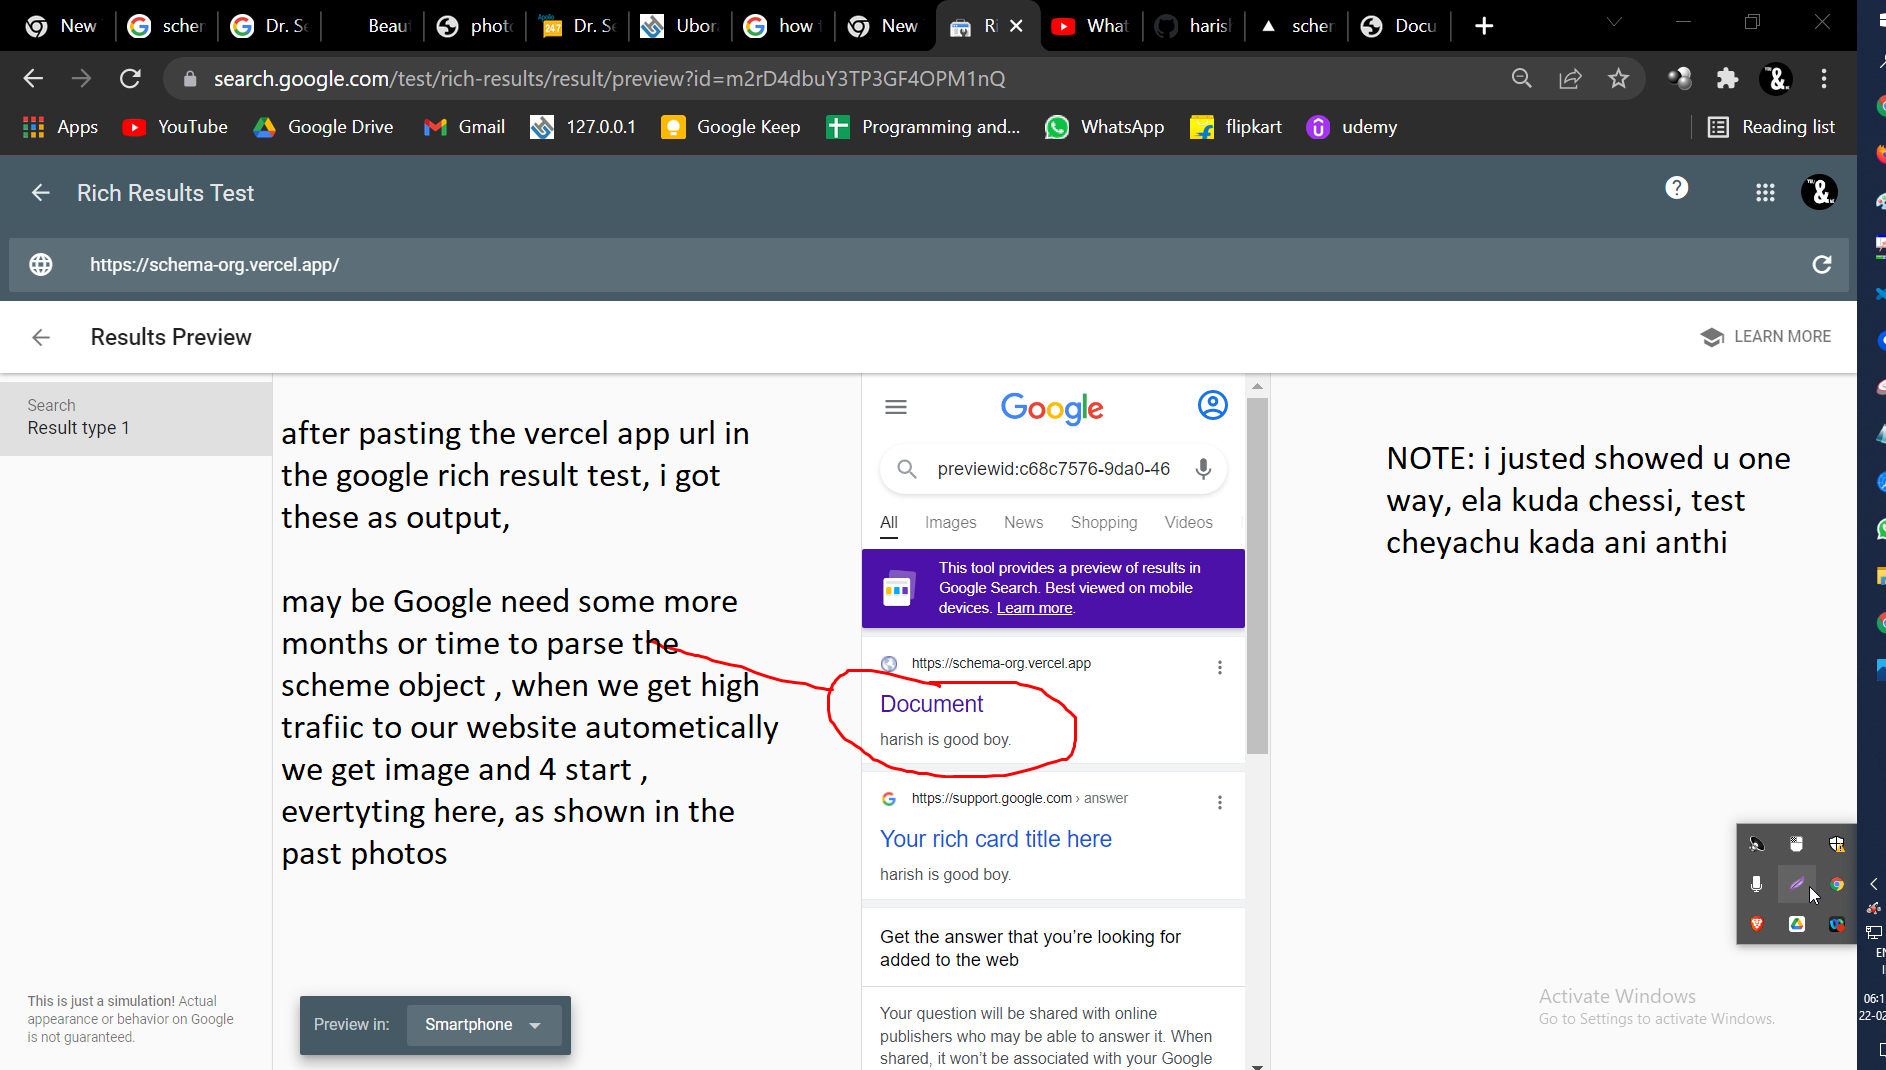 New
schem
Dr. Se
Beaut
photo
Dr. Se
Ubor
how t
New
Ri
What
harish
schem
Docu
search.google.com/test/rich-results/result/preview?id=m2rD4dbuY3TP3GF4OPM1nQ
Apps
YouTube
Google Drive
Gmail
127.0.0.1
Google Keep
Programming and...
WhatsApp
flipkart
udemy
Reading list
Rich Results Test
https://schema-org.vercel.app/
Results Preview
LEARN MORE
Search
Result type 1
after pasting the vercel app url in
the google rich result test, i got
these as output,
may be Google need some more
months or time to parse the
scheme object , when we get high
trafiic to our website autometically
we get image and 4 start ,
evertyting here, as shown in the
past photos
This is just a simulation! Actual
appearance or behavior on Google
is not guaranteed.
Preview in: Smartphone
Google
previewid:c68c7576-9da0-46
All Images News Shopping Videos
This tool provides a preview of results in
Google Search. Best viewed on mobile
devices. Learn more.
https://schema-org.vercel.app
Document
harish is good boy.
https://support.google.com › answer
Your rich card title here
harish is good boy.
Get the answer that you're looking for
added to the web
Your question will be shared with online
publishers who may be able to answer it. When
shared, it won't be associated with your Google
NOTE: i justed showed u one
way, ela kuda chessi, test
cheyachu kada ani anthi
Activate Windows
Go to Settings to activate Windows.
06:1
22-02